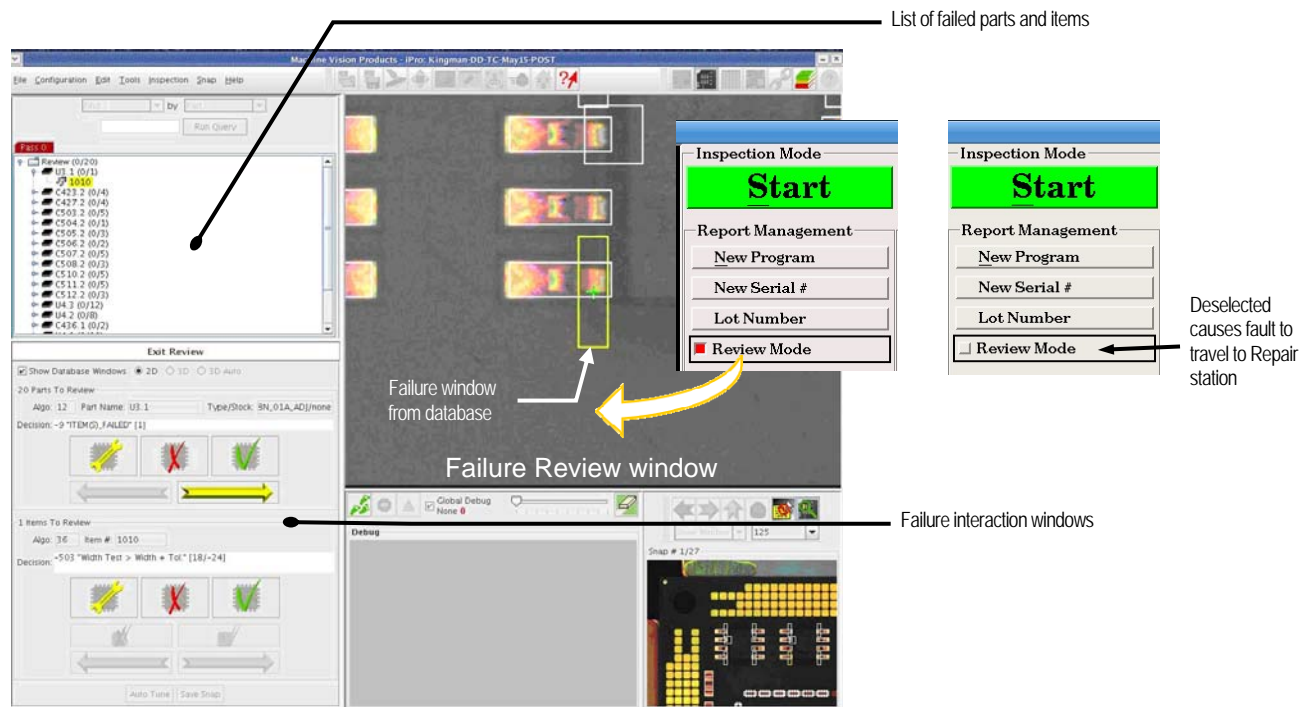 List of failed parts and items
Machine Vision Products - iPro: Kingman-DD-TC-May15-POST
File Configuration Edit Tools Inspection Snap Help
by
Run Query
Pass 0
Review (0/20)
U3.1 (0/1)
1010
C423.2 (0/4)
C427.2 (0/4)
C503.2 (0/5)
C504.2 (0/1)
C505.2 (0/3)
C506.2 (0/2)
C507.2 (0/5)
C508.2 (0/3)
C510.2 (0/5)
C511.2 (0/5)
C512.2 (0/3)
U4.3 (0/12)
U4.2 (0/8)
C436.1 (0/2)
Exit Review
Show Database Windows 2D 3D 3D Auto
20 Parts To Review
Algo: 12 Part Name: U3.1 Type/Stock: BN_01A_ADJ/none
Decision: -9 "ITEM(S)_FAILED" [1]
1 Items To Review
Algo: 36 Item #: 1010
Decision: -503 "Width Test > Width + Tol." [18/-24]
Auto Tune Save Snap
Failure window
from database
Failure Review window
Global Debug
None 0
Debug
125
Snap # 1/27
Inspection Mode
Start
Report Management
New Program
New Serial #
Lot Number
Review Mode
Inspection Mode
Start
Report Management
New Program
New Serial #
Lot Number
Review Mode
Deselected
causes fault to
travel to Repair
station
Failure interaction windows